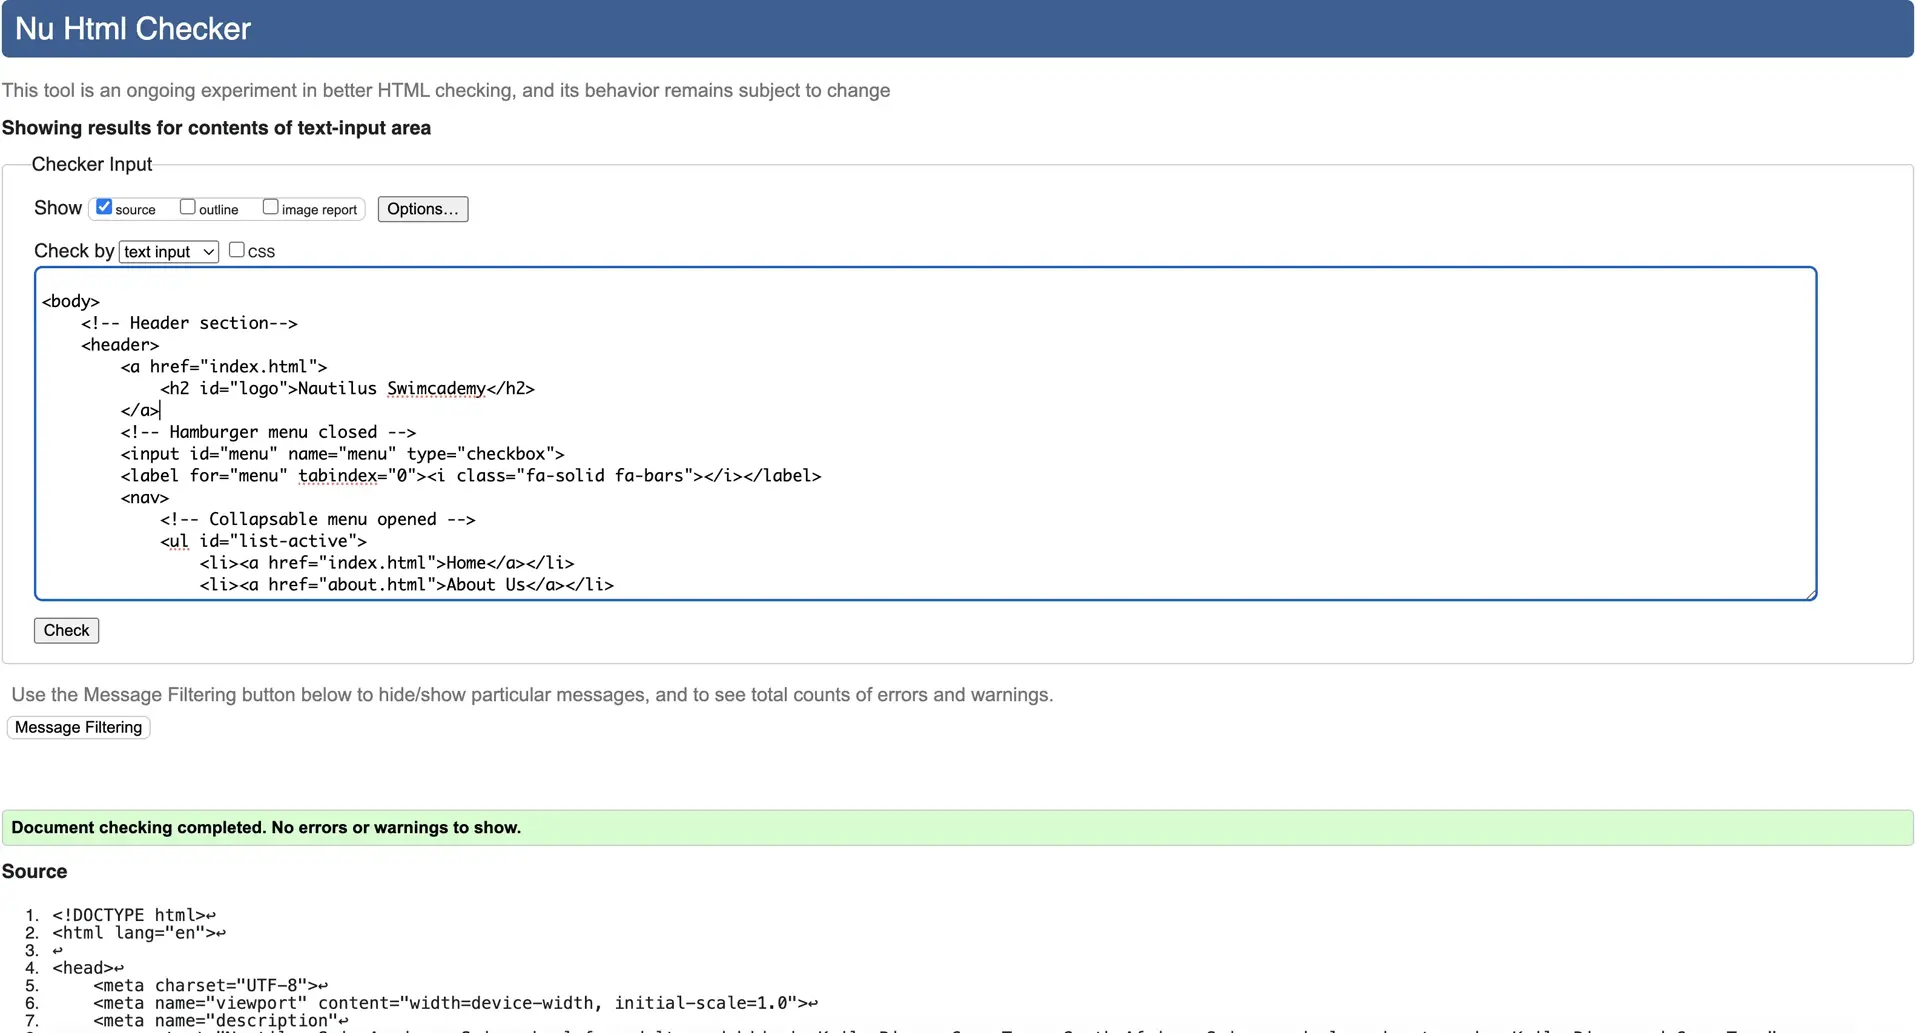 Nu Html Checker
This tool is an ongoing experiment in better HTML checking, and its behavior remains subject to change
Showing results for contents of text-input area
Checker Input
Show source outline image report Options...
Check by text input CSS
<body>
<!-- Header section-->
<header>
<a href="index.html">
<h2 id="logo">Nautilus Swimcademy</h2>
</a>
<!-- Hamburger menu closed -->
<input id="menu" name="menu" type="checkbox">
<label for="menu" tabindex="0"><i class="fa-solid fa-bars"></i></label>
<nav>
<!-- Collapsable menu opened -->
<ul id="list-active">
<li><a href="index.html">Home</a></li>
<li><a href="about.html">About Us</a></li>
Check
Use the Message Filtering button below to hide/show particular messages, and to see total counts of errors and warnings.
Message Filtering
Document checking completed. No errors or warnings to show.
Source
1. <!DOCTYPE html>↩
2. <html lang="en">↩
3. ↩
4. <head>↩
5. <meta charset="UTF-8">↩
6. <meta name="viewport" content="width=device-width, initial-scale=1.0">↩
7. <meta name="description"↩